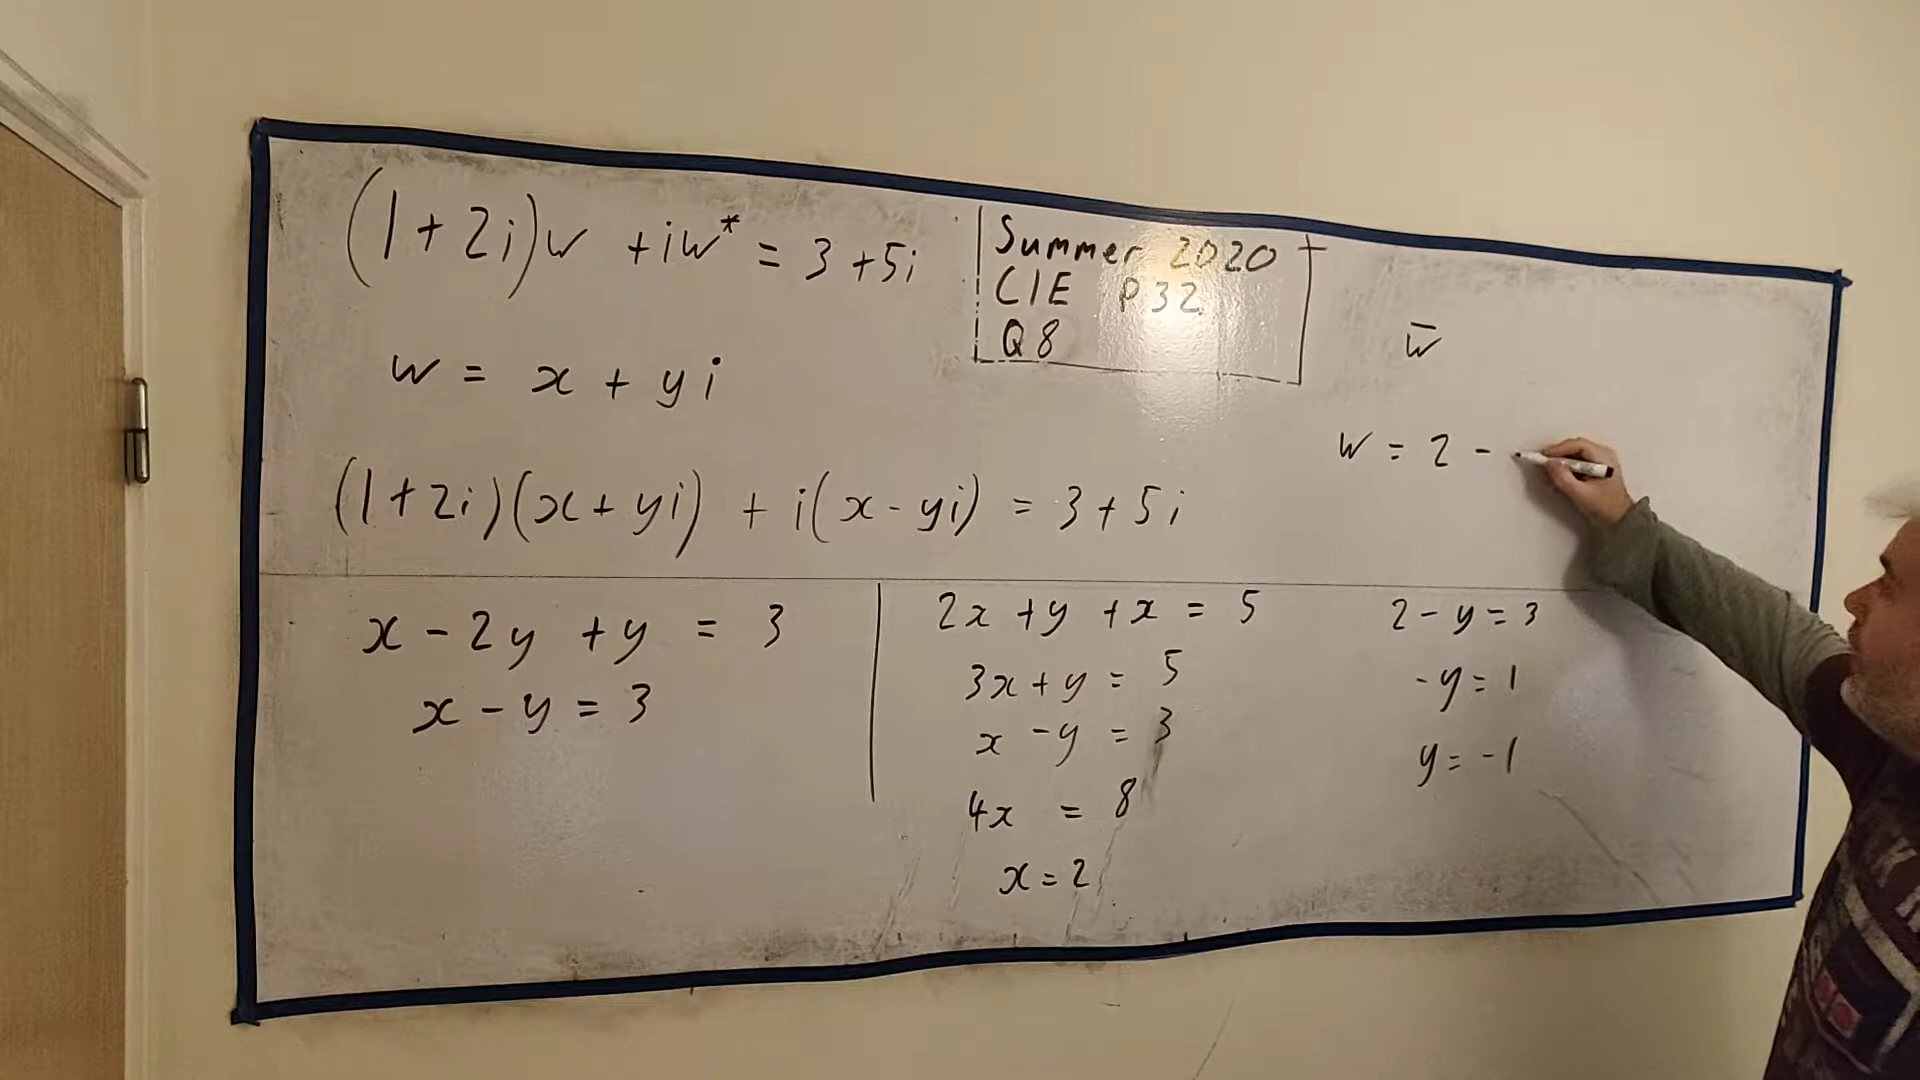 (1+2i)w +iw* = 3+5i
Summer 2020
CIE P32
Q8
w̄
w = x + yi
w = 2 -
(1+2i)(x+yi) + i(x-yi) = 3+5i
x - 2y + y = 3
x - y = 3
2x + y + x = 5
3x + y = 5
x - y = 3
4x = 8
x = 2
2 - y = 3
-y = 1
y = -1